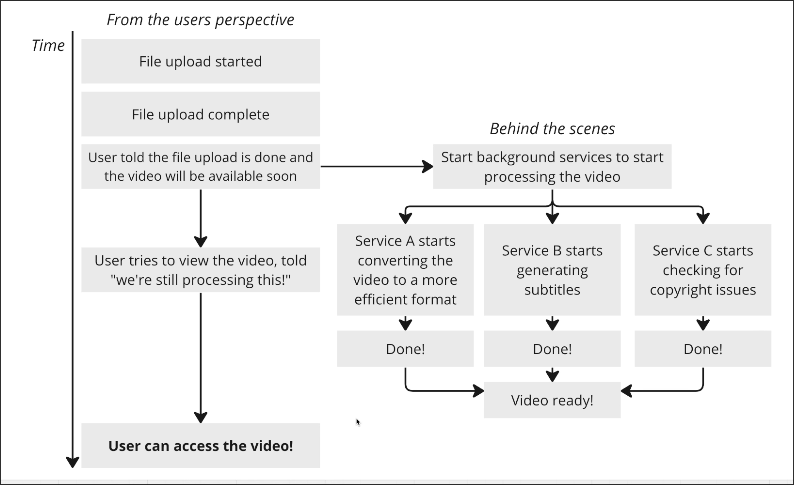 From the users perspective
Time
File upload started
File upload complete
Behind the scenes
User told the file upload is done and
the video will be available soon
Start background services to start
processing the video
Service A starts
converting the
video to a more
efficient format
Service B starts
generating
subtitles
Service C starts
checking for
copyright issues
User tries to view the video, told
"we're still processing this!"
Done!
Done!
Done!
Video ready!
User can access the video!